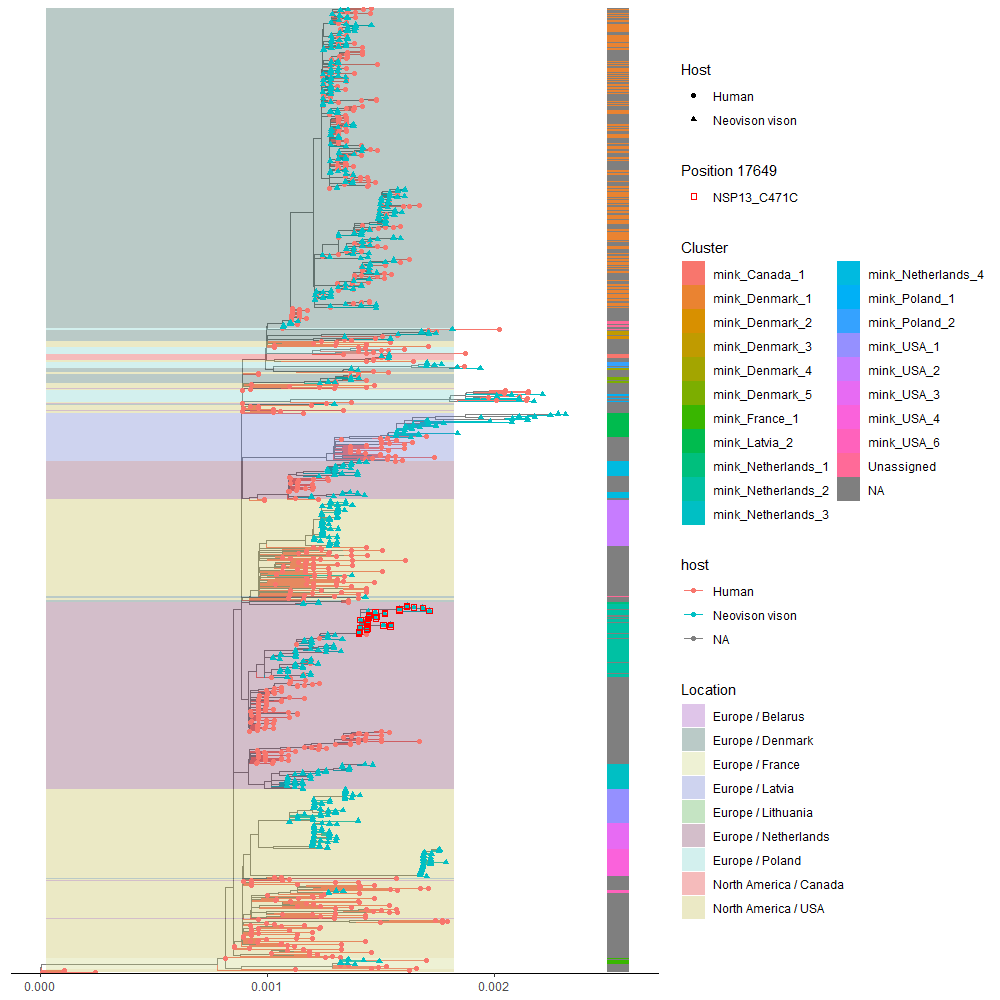 Host
Human
Neovison vison
Position 17649
NSP13_C471C
Cluster
mink_Canada_1
mink_Denmark_1
mink_Denmark_2
mink_Denmark_3
mink_Denmark_4
mink_Denmark_5
mink_France_1
mink_Latvia_2
mink_Netherlands_1
mink_Netherlands_2
mink_Netherlands_3
mink_Netherlands_4
mink_Poland_1
mink_Poland_2
mink_USA_1
mink_USA_2
mink_USA_3
mink_USA_4
mink_USA_6
Unassigned
NA
host
Human
Neovison vison
NA
Location
Europe / Belarus
Europe / Denmark
Europe / France
Europe / Latvia
Europe / Lithuania
Europe / Netherlands
Europe / Poland
North America / Canada
North America / USA
0.000 0.001 0.002